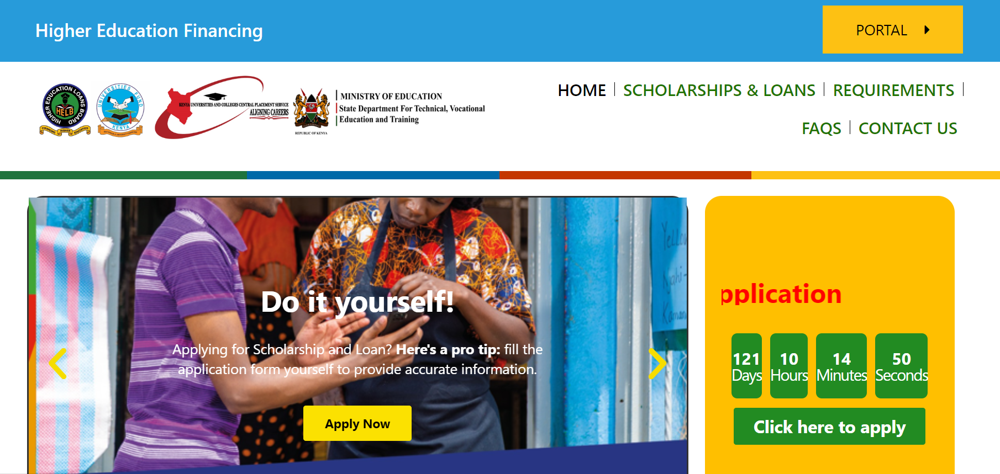 Higher Education Financing
PORTAL
HIGHER EDUCATION LOANS BOARD
HELB
FINANCING HIGHER EDUCATION
UNIVERSITIES FUND
KENYA
KENYA UNIVERSITIES AND COLLEGES CENTRAL PLACEMENT SERVICE
ALIGNING CAREERS
REPUBLIC OF KENYA
MINISTRY OF EDUCATION
State Department For Technical, Vocational
Education and Training
HOME
SCHOLARSHIPS & LOANS
REQUIREMENTS
FAQS
CONTACT US
Do it yourself!
Applying for Scholarship and Loan? Here's a pro tip: fill the
application form yourself to provide accurate information.
Apply Now
pplication
121 10 14 50
Days Hours Minutes Seconds
Click here to apply